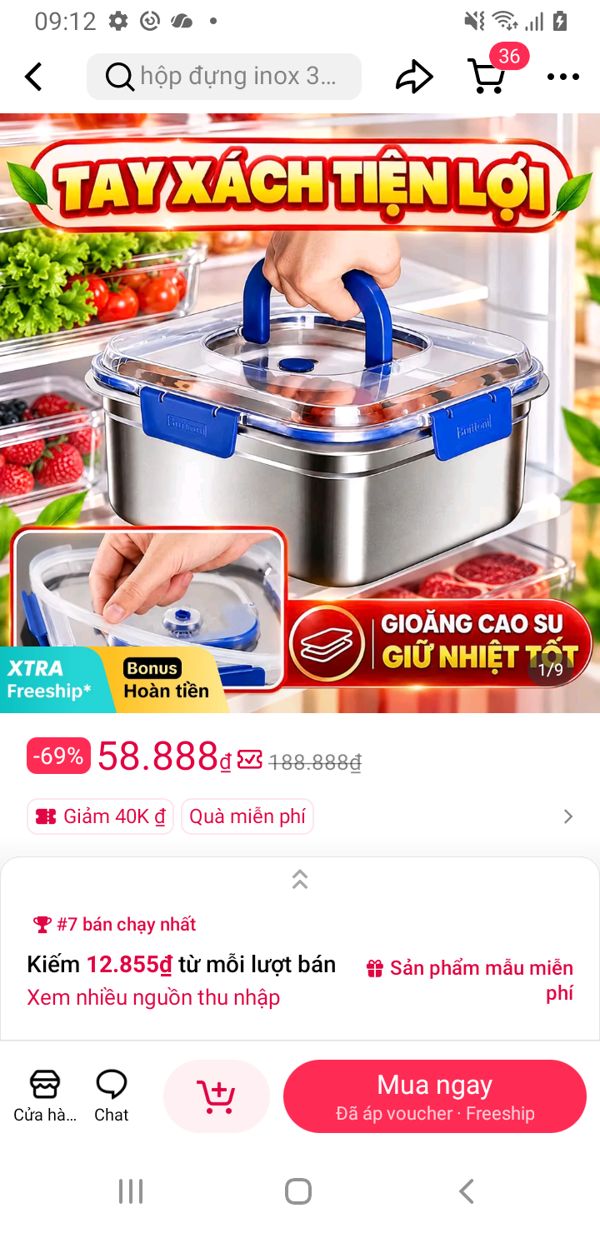 09:12
hộp đựng inox 3...
36
TAY XÁCH TIỆN LỢI
GIOĂNG CAO SU
GIỮ NHIỆT TỐT
1/9
XTRA
Freeship*
Bonus
Hoàn tiền
-69% 58.888₫ 188.888₫
Giảm 40K ₫
Quà miễn phí
#7 bán chạy nhất
Kiếm 12.855₫ từ mỗi lượt bán
Xem nhiều nguồn thu nhập
Sản phẩm mẫu miễn
phí
Cửa hà...
Chat
Mua ngay
Đã áp voucher · Freeship